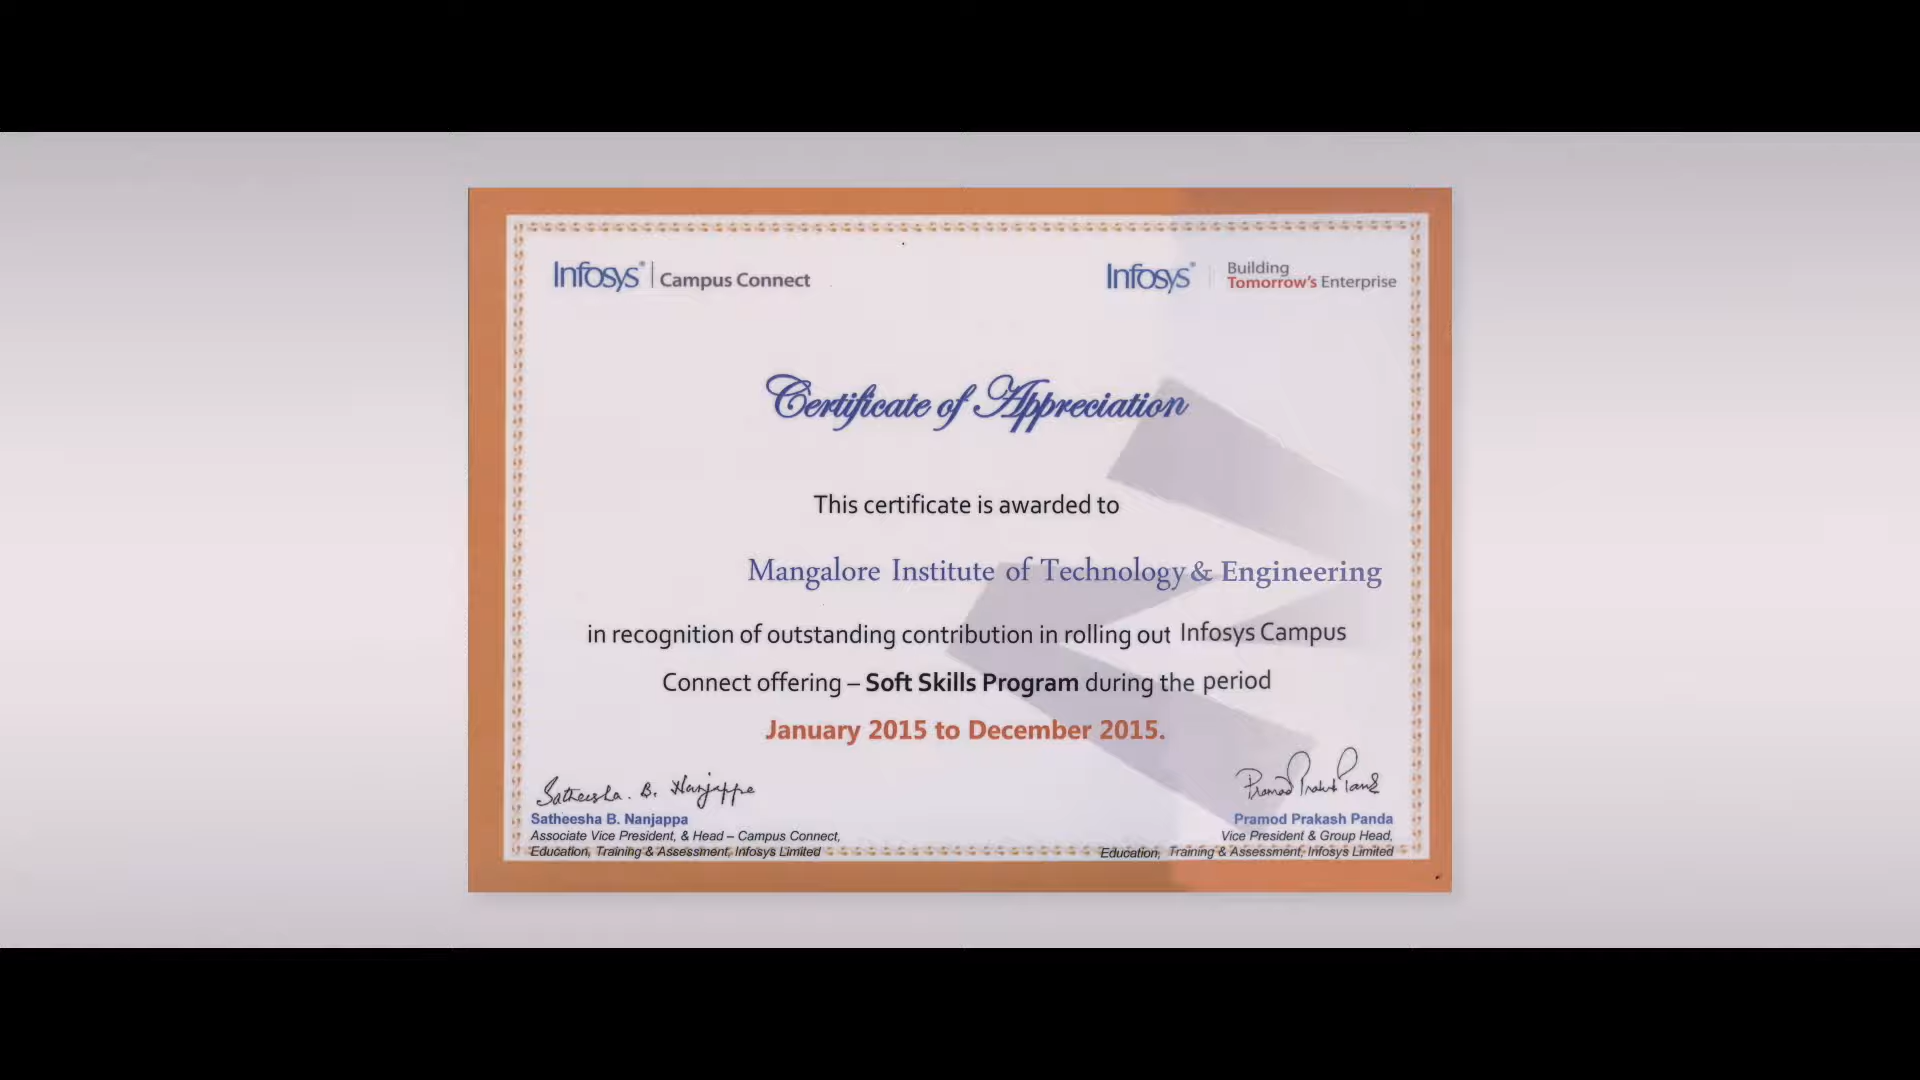 Infosys® | Campus Connect
Infosys® | Building Tomorrow's Enterprise
Certificate of Appreciation
This certificate is awarded to
Mangalore Institute of Technology & Engineering
in recognition of outstanding contribution in rolling out Infosys Campus
Connect offering – Soft Skills Program during the period
January 2015 to December 2015.
Satheesha. B. Nanjappa
Pramod Prakash Panda
Satheesha B. Nanjappa
Associate Vice President, & Head – Campus Connect,
Education, Training & Assessment, Infosys Limited
Pramod Prakash Panda
Vice President & Group Head,
Education, Training & Assessment, Infosys Limited